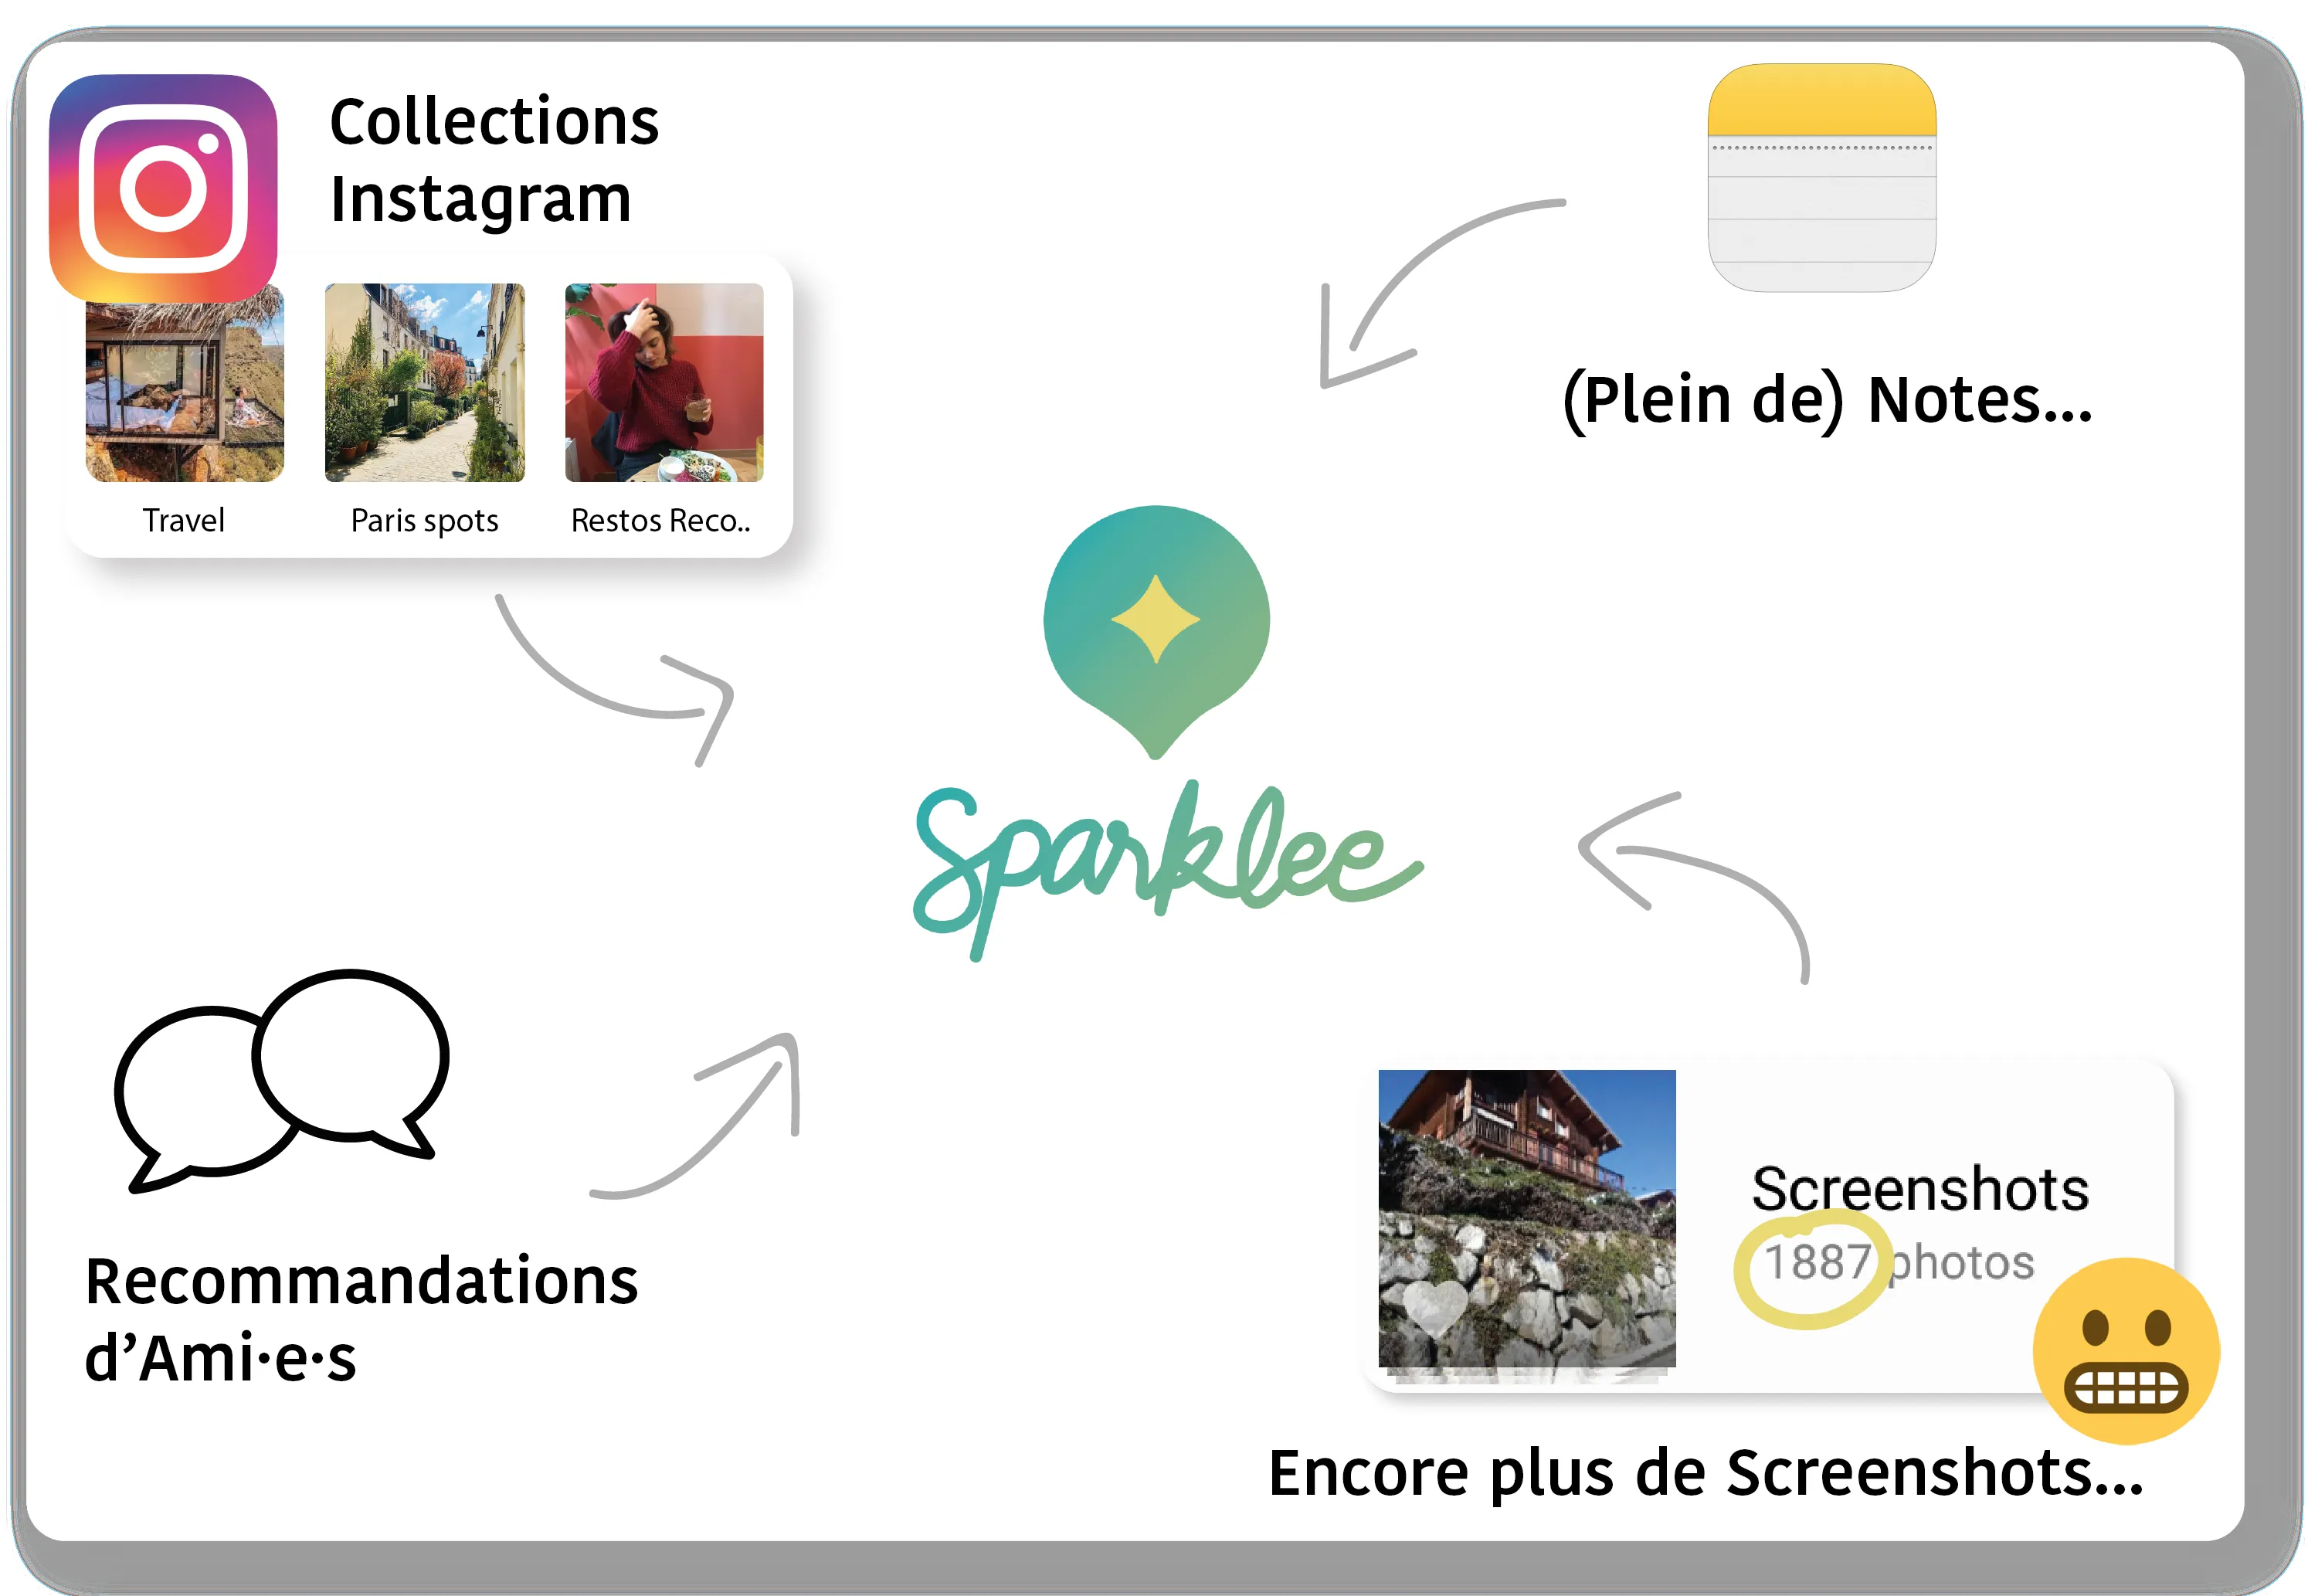 Collections
Instagram
Travel
Paris spots
Restos Reco..
(Plein de) Notes...
Sparklee
Recommandations
d’Ami·e·s
Screenshots
1887 photos
Encore plus de Screenshots...